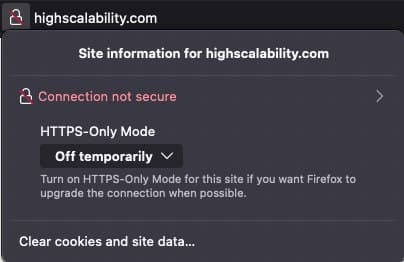 highscalability.com
Site information for highscalability.com
Connection not secure
HTTPS-Only Mode
Off temporarily
Turn on HTTPS-Only Mode for this site if you want Firefox to
upgrade the connection when possible.
Clear cookies and site data...